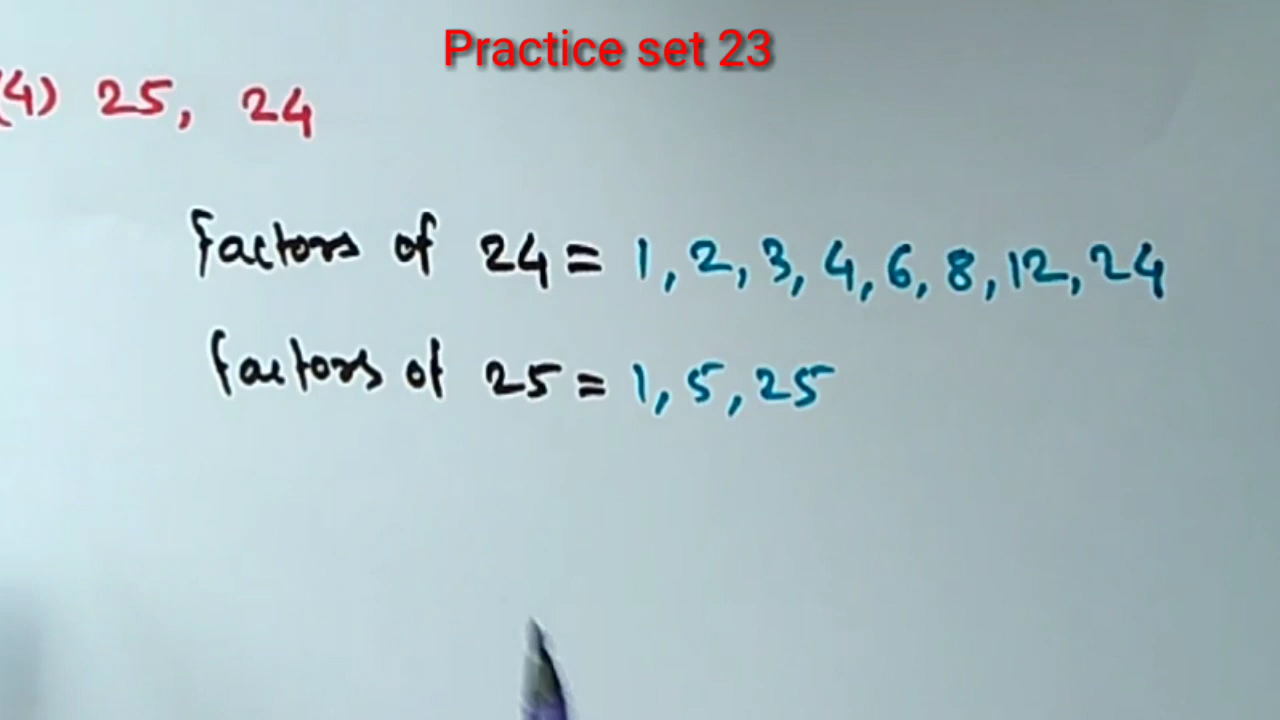 Practice set 23
(4) 25, 24
factors of 24 = 1, 2, 3, 4, 6, 8, 12, 24
factors of 25 = 1, 5, 25